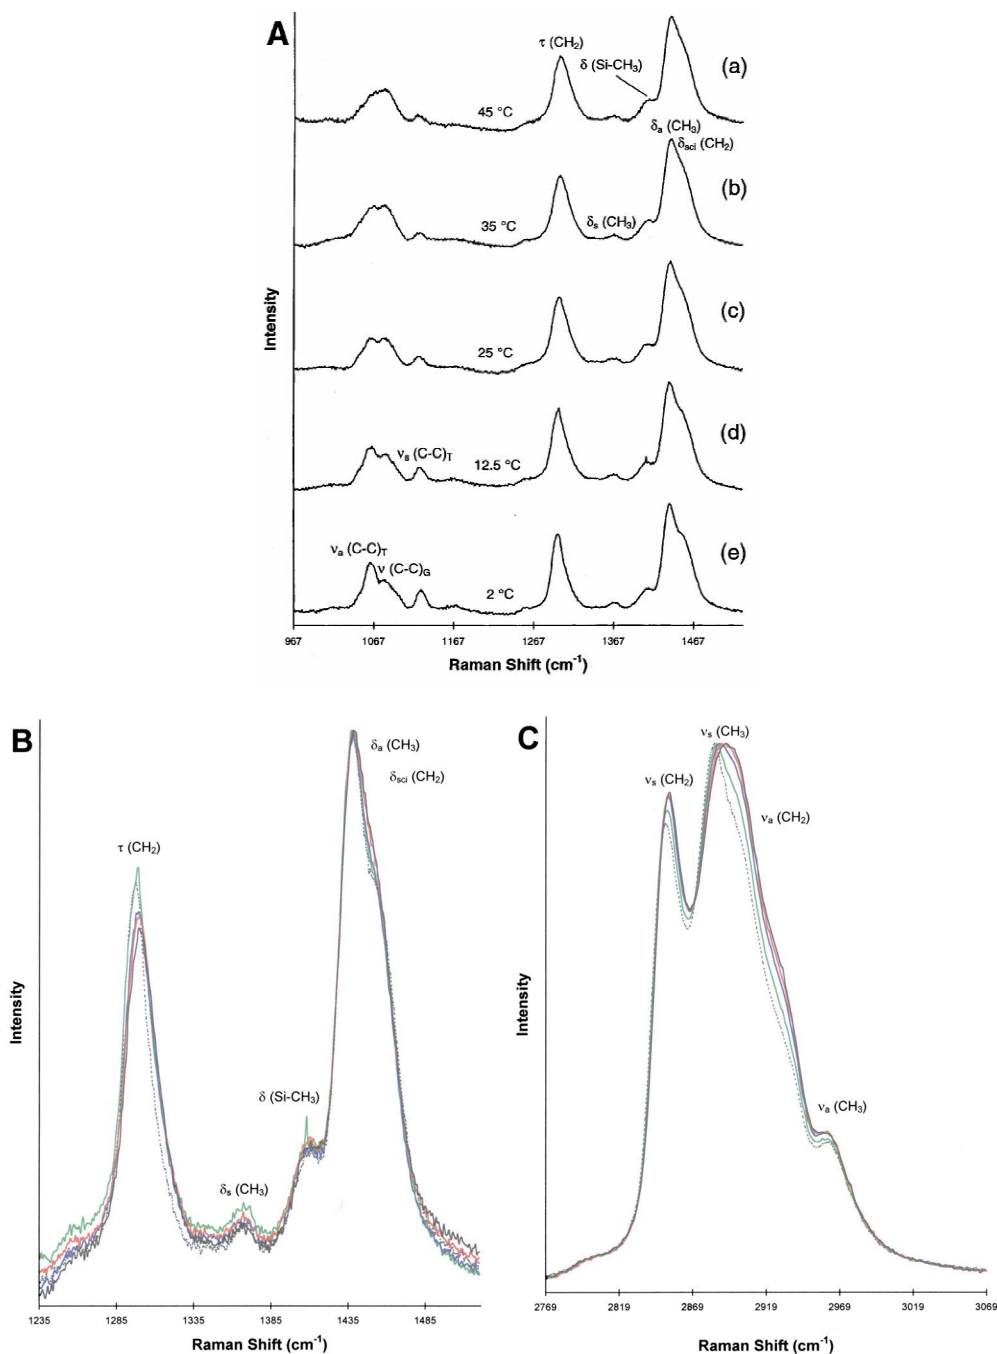 A
τ (CH2)
δ (Si-CH3)
(a)
45 °C
δa (CH3)
δsci (CH2)
(b)
35 °C
δs (CH3)
(c)
25 °C
Intensity
(d)
νs (C-C)T
12.5 °C
νa (C-C)T
ν (C-C)G
(e)
2 °C
967 1067 1167 1267 1367 1467
Raman Shift (cm-1)
B
δa (CH3)
δsci (CH2)
τ (CH2)
δ (Si-CH3)
δs (CH3)
Intensity
1235 1285 1335 1385 1435 1485
Raman Shift (cm-1)
C
νs (CH3)
νs (CH2)
νa (CH2)
νa (CH3)
Intensity
2769 2819 2869 2919 2969 3019 3069
Raman Shift (cm-1)